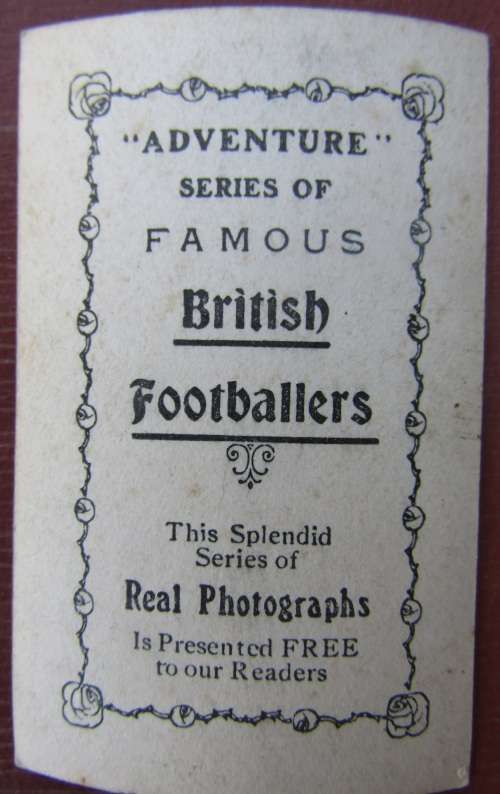 "ADVENTURE"
SERIES OF
FAMOUS
British
Footballers
This Splendid
Series of
Real Photographs
Is Presented FREE
to our Readers